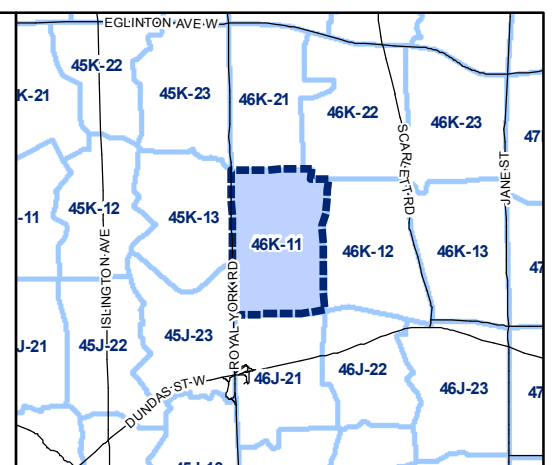 EGLINTON AVE W
45K-22
K-21
45K-23
46K-21
46K-22
46K-23
47
SCARLETT RD
JANE ST
-11
45K-12
45K-13
46K-11
46K-12
46K-13
47
ISLINGTON AVE
ROYAL YORK RD
J-21
45J-22
45J-23
46J-21
46J-22
46J-23
47
DUNDAS ST W